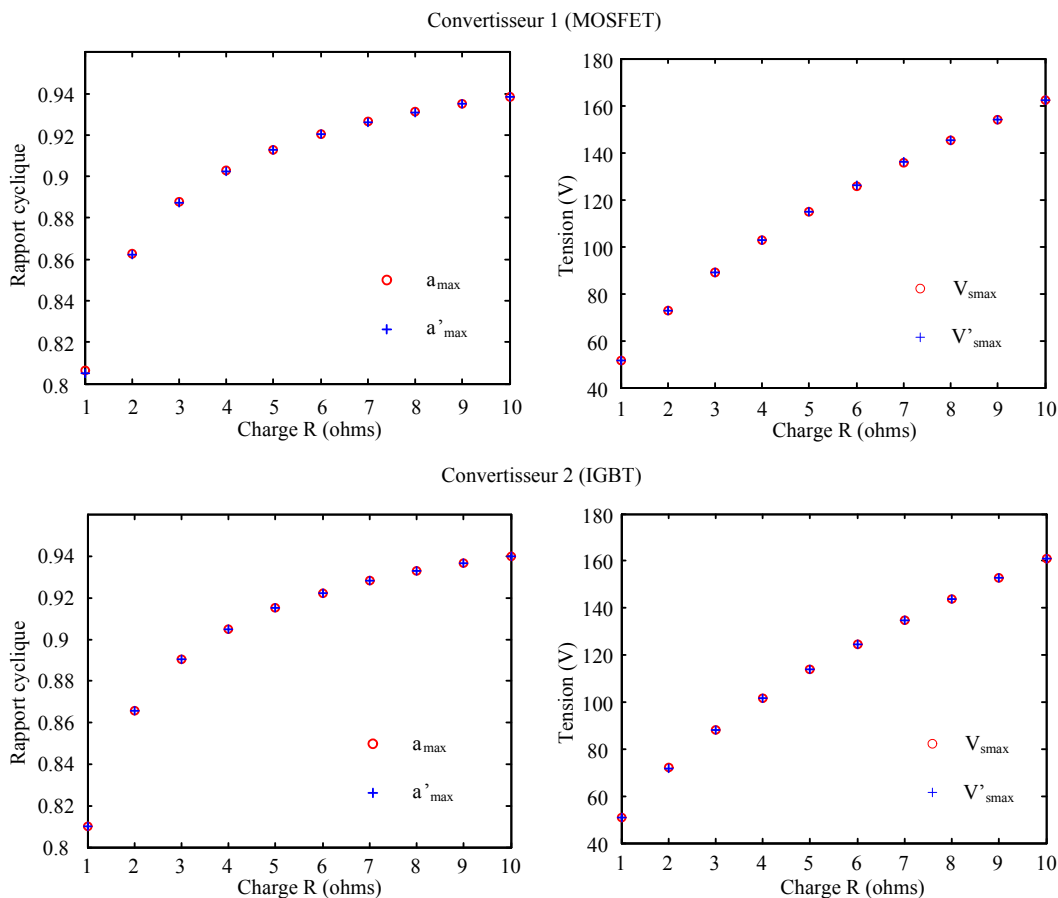 Convertisseur 1 (MOSFET)
Rapport cyclique
0.94
0.92
0.9
0.88
0.86
0.84
0.82
0.8
a_max
a'_max
1 2 3 4 5 6 7 8 9 10
Charge R (ohms)
Tension (V)
180
160
140
120
100
80
60
40
V_smax
V'_smax
1 2 3 4 5 6 7 8 9 10
Charge R (ohms)
Convertisseur 2 (IGBT)
Rapport cyclique
0.94
0.92
0.9
0.88
0.86
0.84
0.82
0.8
a_max
a'_max
1 2 3 4 5 6 7 8 9 10
Charge R (ohms)
Tension (V)
180
160
140
120
100
80
60
40
V_smax
V'_smax
1 2 3 4 5 6 7 8 9 10
Charge R (ohms)